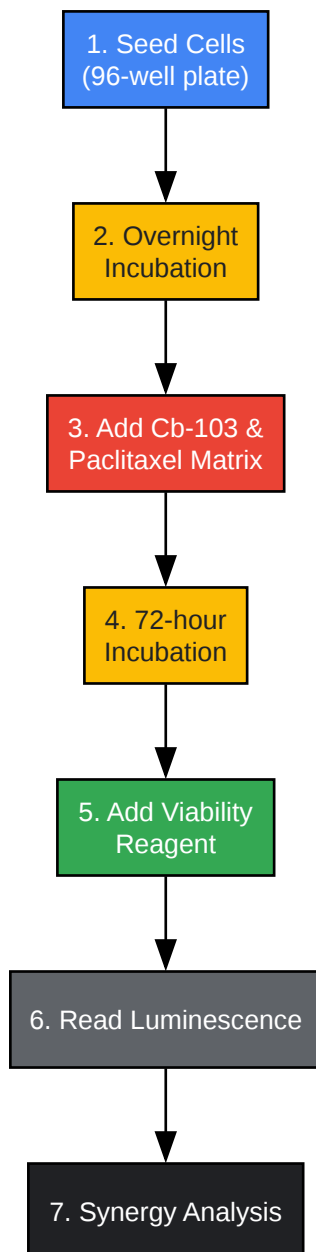 1. Seed Cells
(96-well plate)
2. Overnight
Incubation
3. Add Cb-103 &
Paclitaxel Matrix
4. 72-hour
Incubation
5. Add Viability
Reagent
6. Read Luminescence
7. Synergy Analysis